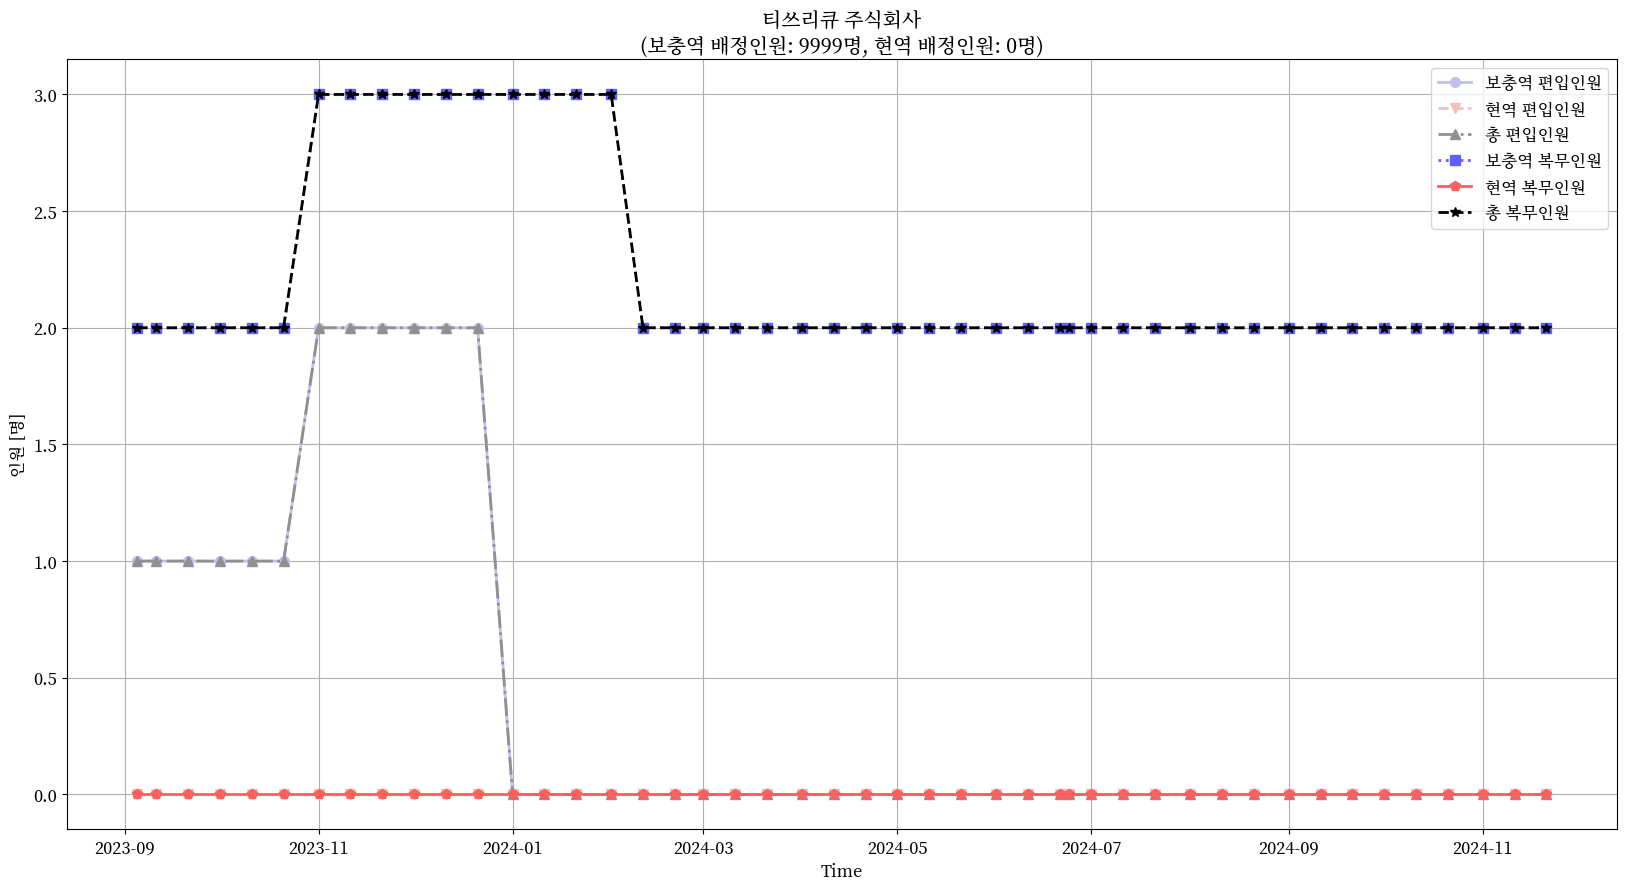 티쓰리큐 주식회사
(보충역 배정인원: 9999명, 현역 배정인원: 0명)
보충역 편입인원
현역 편입인원
총 편입인원
보충역 복무인원
현역 복무인원
총 복무인원
인원 [명]
3.0
2.5
2.0
1.5
1.0
0.5
0.0
2023-09 2023-11 2024-01 2024-03 2024-05 2024-07 2024-09 2024-11
Time